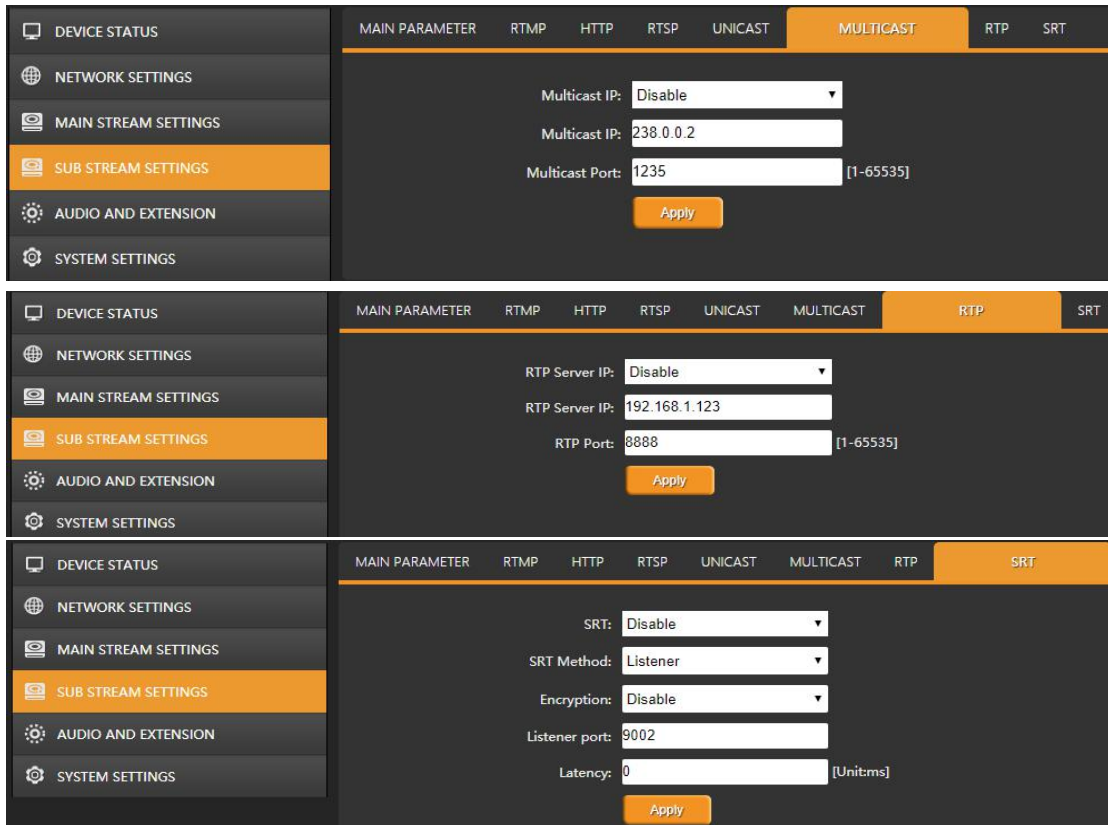 DEVICE STATUS
NETWORK SETTINGS
MAIN STREAM SETTINGS
SUB STREAM SETTINGS
AUDIO AND EXTENSION
SYSTEM SETTINGS
MAIN PARAMETER RTMP HTTP RTSP UNICAST MULTICAST RTP SRT
Multicast IP: Disable
Multicast IP: 238.0.0.2
Multicast Port: 1235 [1-65535]
Apply
DEVICE STATUS
NETWORK SETTINGS
MAIN STREAM SETTINGS
SUB STREAM SETTINGS
AUDIO AND EXTENSION
SYSTEM SETTINGS
MAIN PARAMETER RTMP HTTP RTSP UNICAST MULTICAST RTP SRT
RTP Server IP: Disable
RTP Server IP: 192.168.1.123
RTP Port: 8888 [1-65535]
Apply
DEVICE STATUS
NETWORK SETTINGS
MAIN STREAM SETTINGS
SUB STREAM SETTINGS
AUDIO AND EXTENSION
SYSTEM SETTINGS
MAIN PARAMETER RTMP HTTP RTSP UNICAST MULTICAST RTP SRT
SRT: Disable
SRT Method: Listener
Encryption: Disable
Listener port: 9002
Latency: 0 [Unit:ms]
Apply